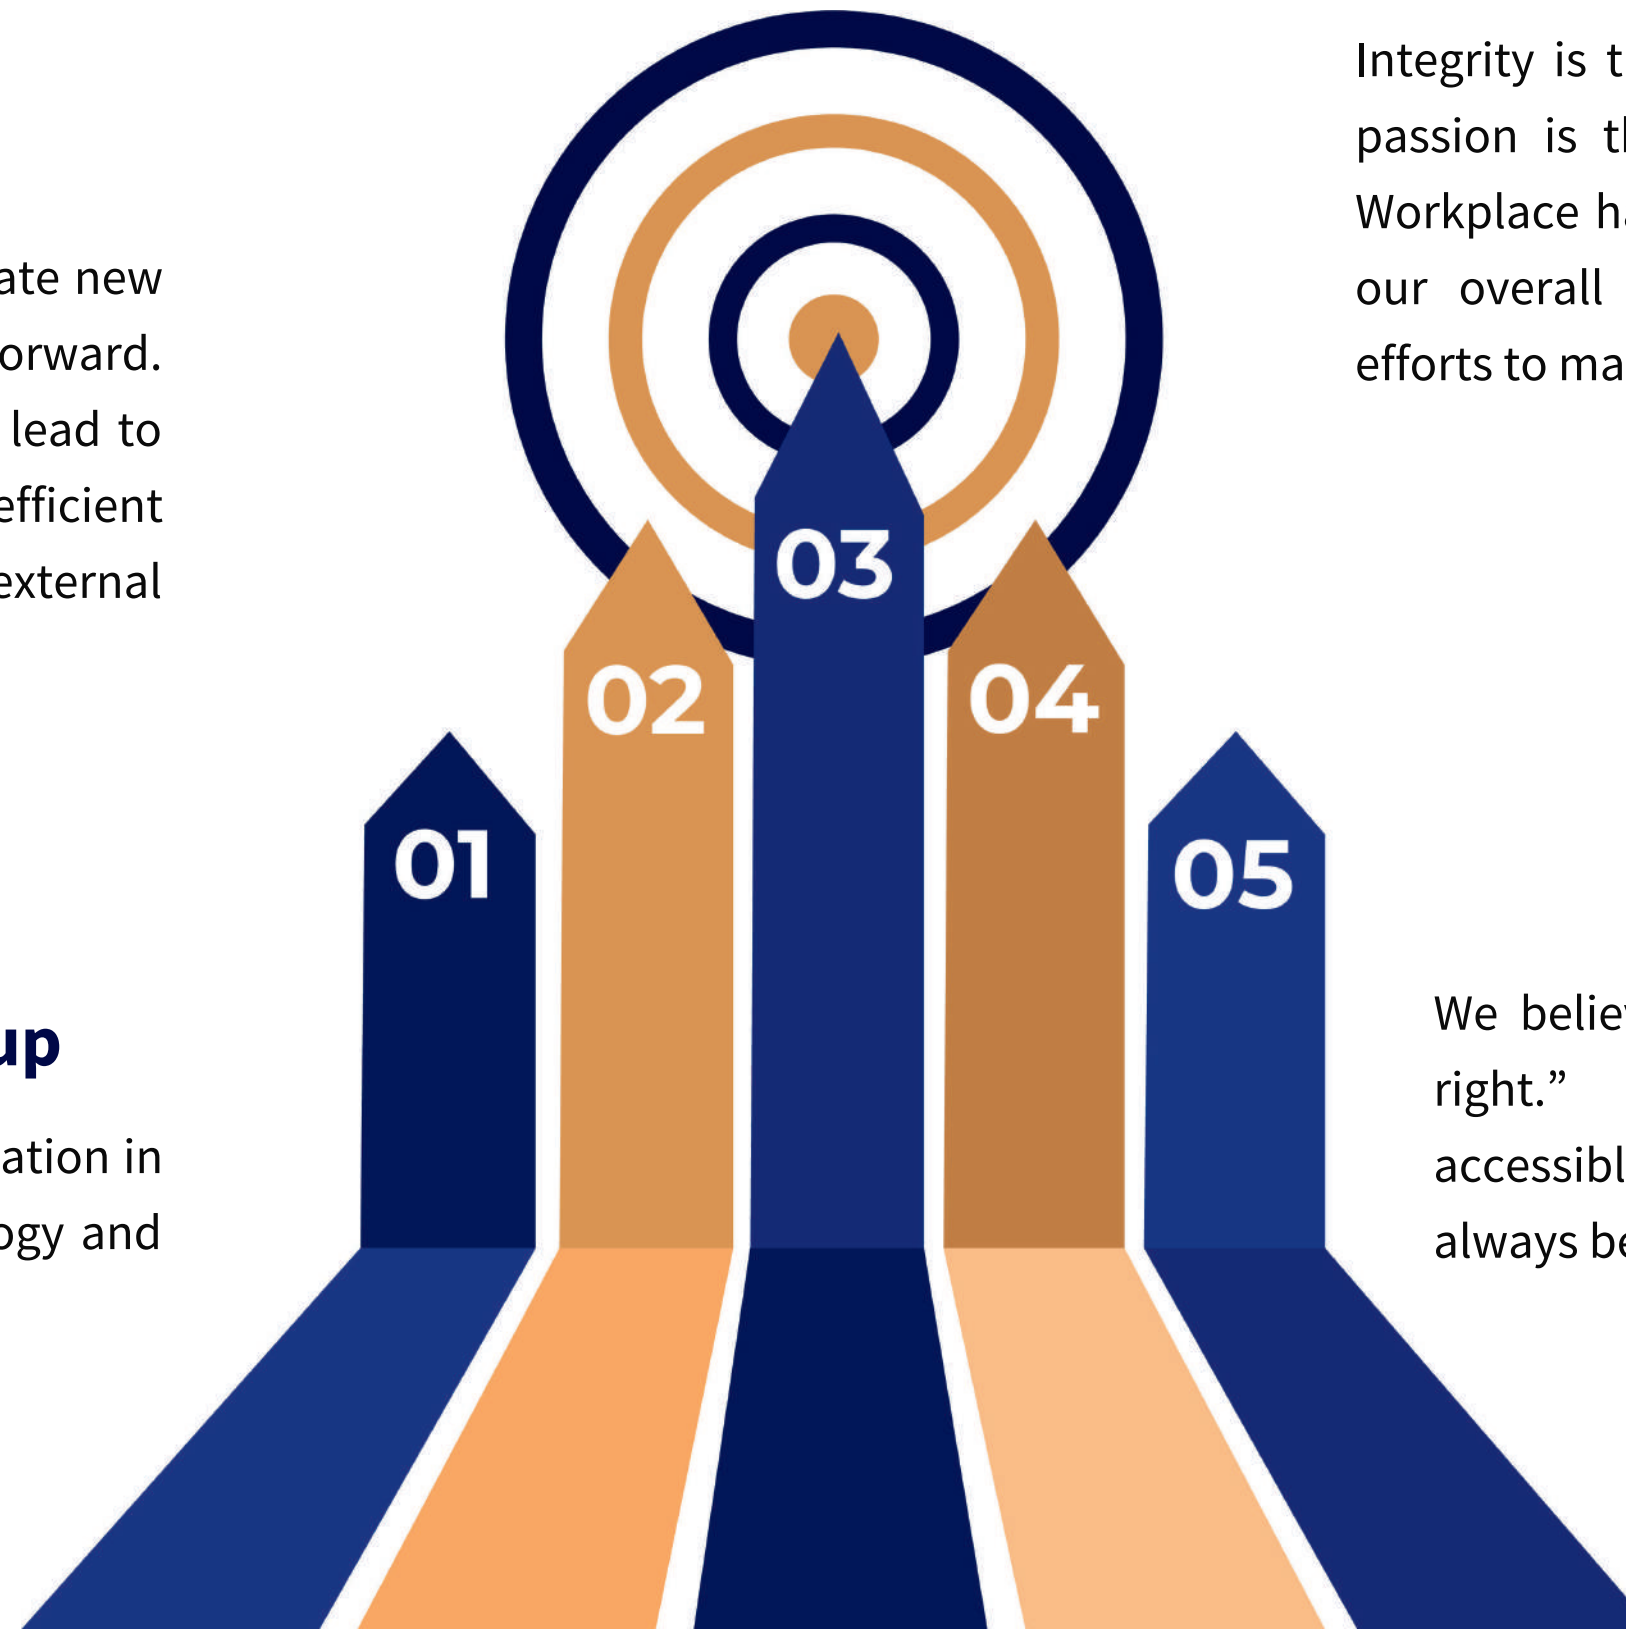 ate new
orward.
lead to
efficient
external
up
ation in
ogy and
01
02
03
04
05
Integrity is t
passion is th
Workplace ha
our overall
efforts to ma
We believ
right.”
accessibl
always be